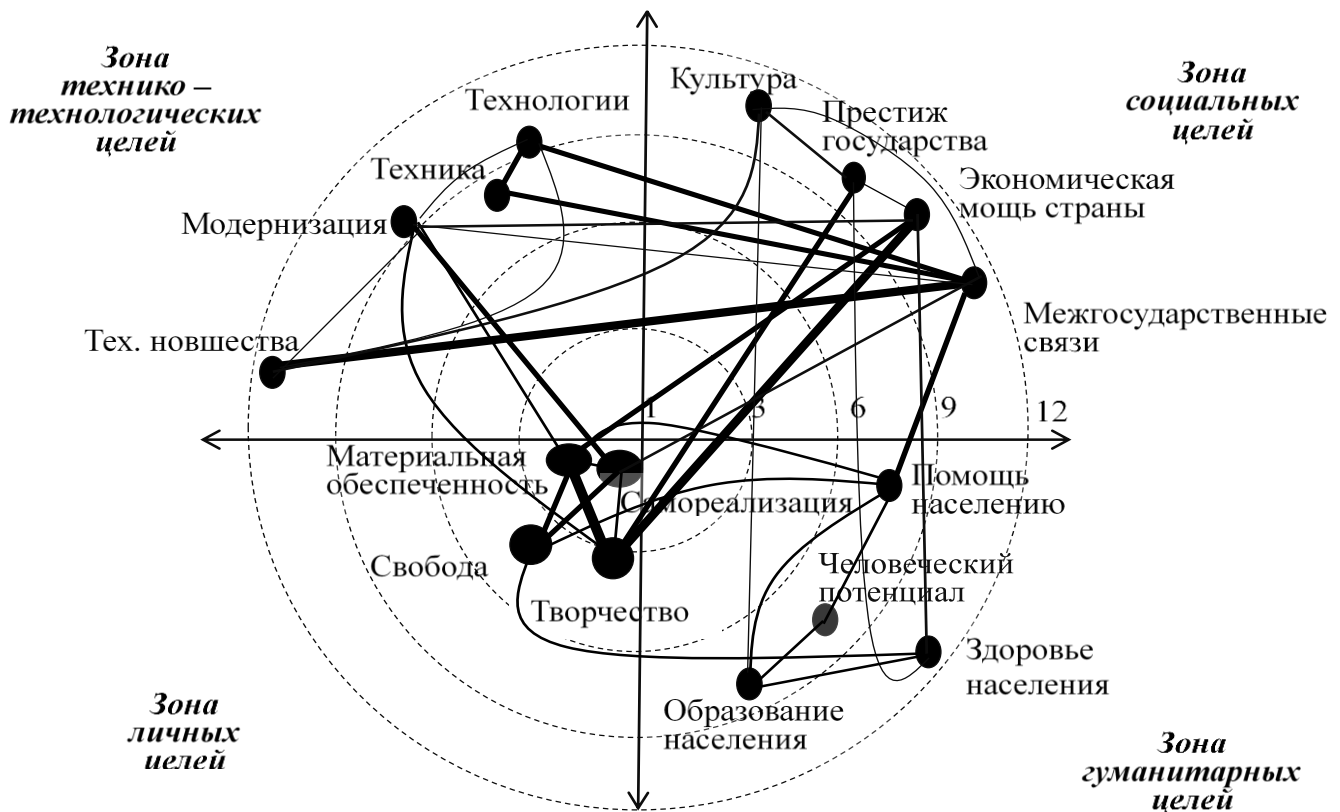 Зона
технико –
технологических
целей
Зона
социальных
целей
Культура
Технологии
Престиж
государства
Техника
Экономическая
мощь страны
Модернизация
Межгосударственные
связи
Тех. новшества
1
3
6
9
12
Материальная
обеспеченность
Самореализация
Помощь
населению
Свобода
Человеческий
потенциал
Творчество
Здоровье
населения
Образование
населения
Зона
личных
целей
Зона
гуманитарных
целей